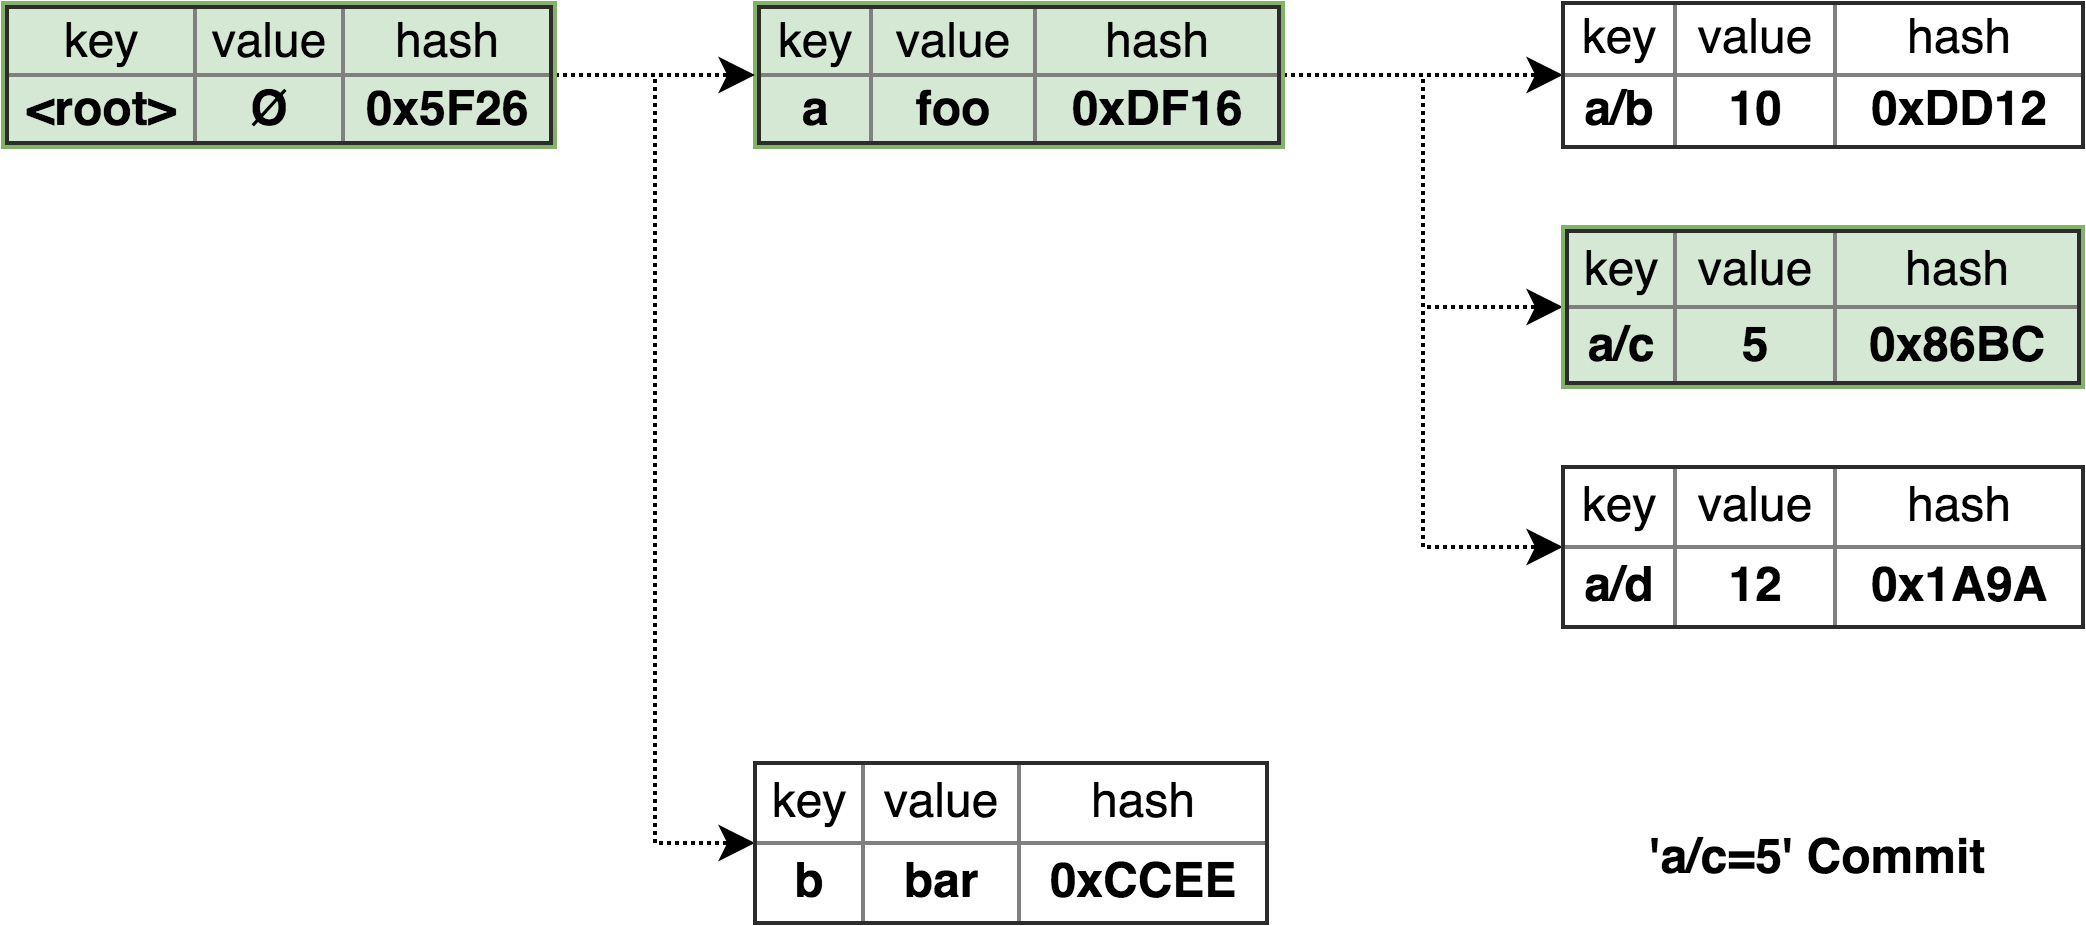 key value hash
<root> Ø 0x5F26
key value hash
a foo 0xDF16
key value hash
a/b 10 0xDD12
key value hash
a/c 5 0x86BC
key value hash
a/d 12 0x1A9A
key value hash
b bar 0xCCEE
'a/c=5' Commit